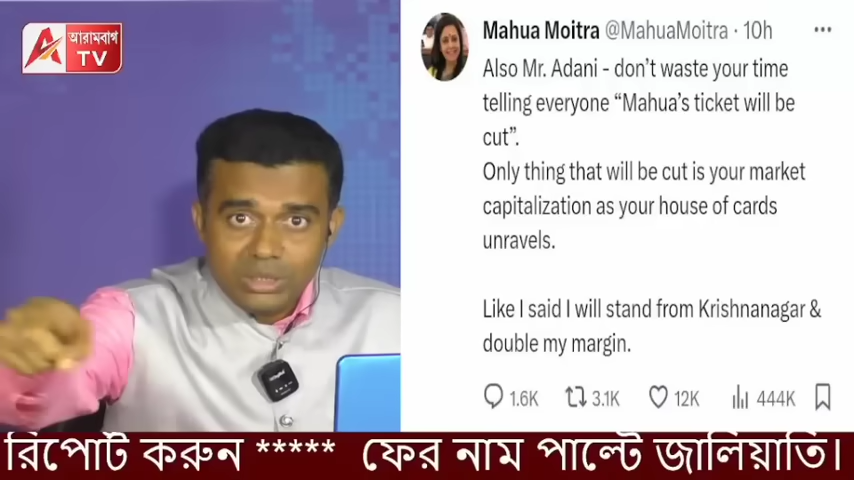 আরামবাগ
TV
Mahua Moitra @MahuaMoitra · 10h
Also Mr. Adani - don't waste your time
telling everyone “Mahua's ticket will be
cut”.
Only thing that will be cut is your market
capitalization as your house of cards
unravels.
Like I said I will stand from Krishnanagar &
double my margin.
1.6K 3.1K 12K 444K
রিপোর্ট করুন ***** ফের নাম পাল্টে জালিয়াতি।